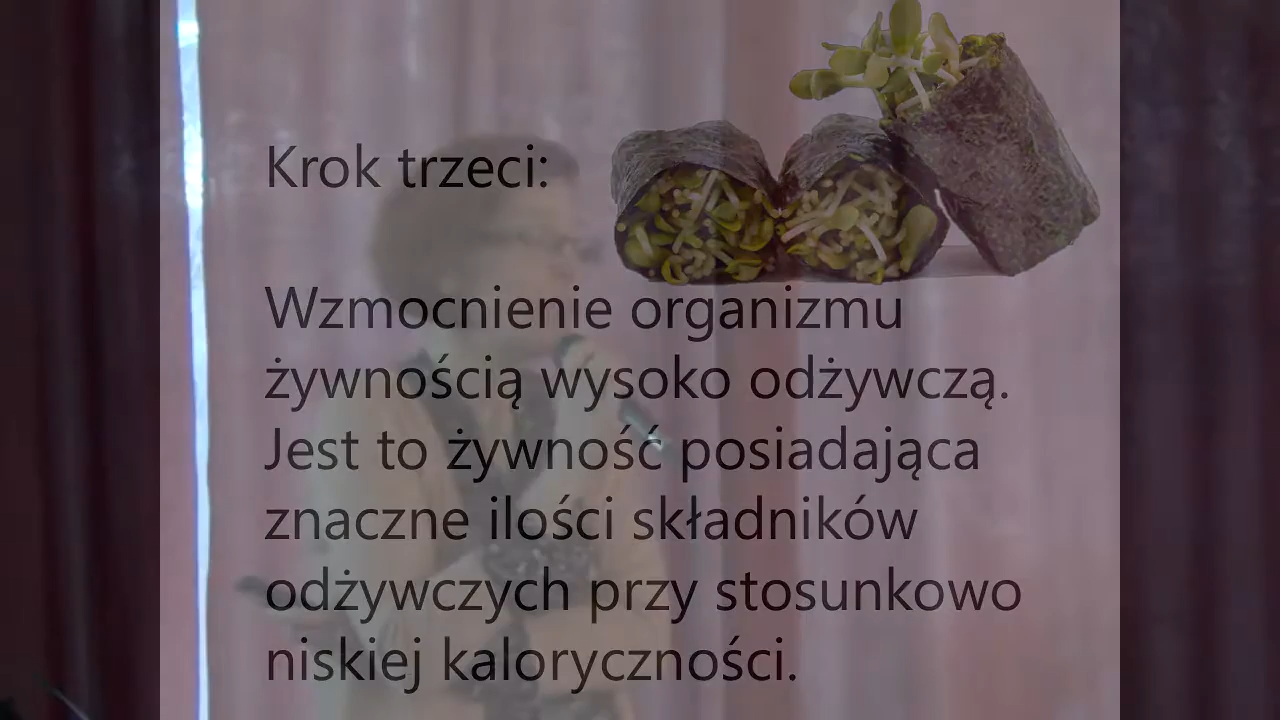 Krok trzeci:
Wzmocnienie organizmu
żywnością wysoko odżywczą.
Jest to żywność posiadająca
znaczne ilości składników
odżywczych przy stosunkowo
niskiej kaloryczności.